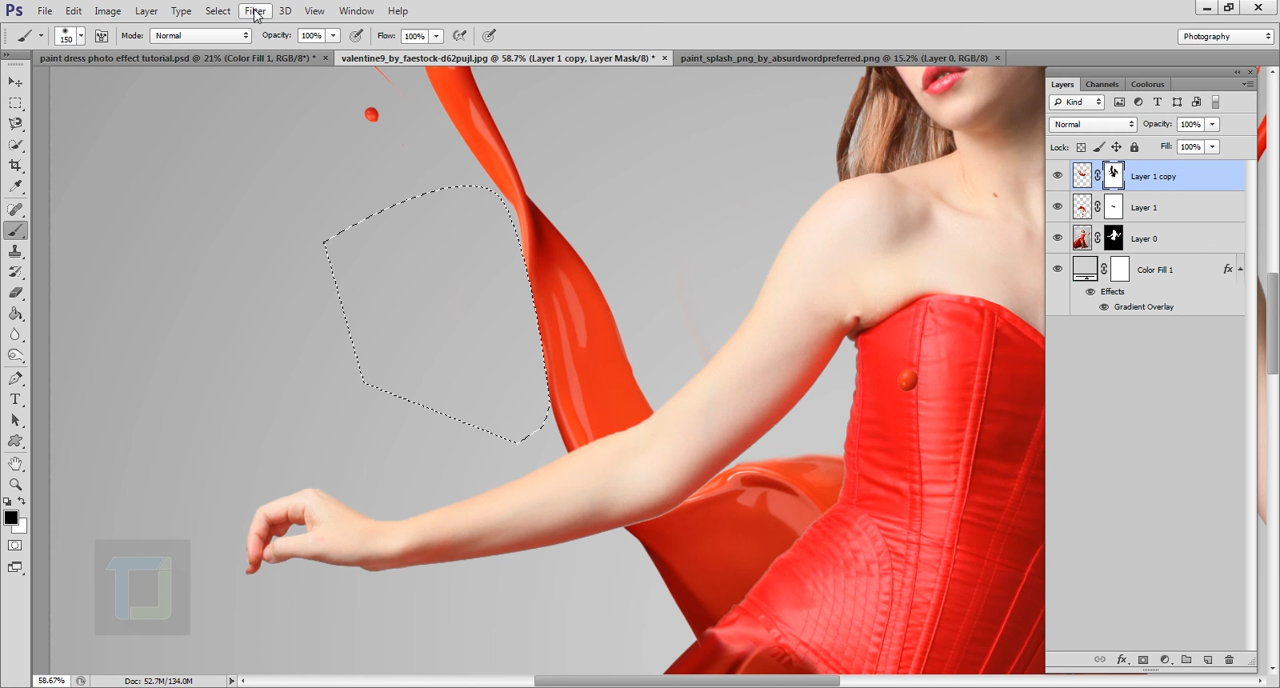 Ps File Edit Image Layer Type Select Filter 3D View Window Help
150 Mode: Normal Opacity: 100% Flow: 100% Photography
paint dress photo effect tutorial.psd @ 21% (Color Fill 1, RGB/8*) * × valentine9_by_faestock-d62pujl.jpg @ 58.7% (Layer 1 copy, Layer Mask/8) * × paint_splash_png_by_absurdwordpreferred.png @ 15.2% (Layer 0, RGB/8) ×
Layers Channels Coolorus
Kind
Normal Opacity: 100%
Lock: Fill: 100%
Layer 1 copy
Layer 1
Layer 0
Color Fill 1 fx
Effects
Gradient Overlay
fx
58.67% Doc: 52.7M/134.0M